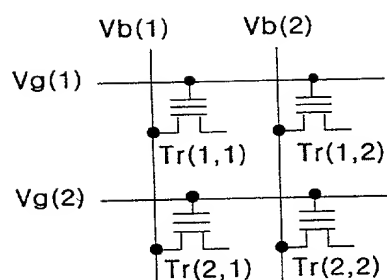 Vb(1) Vb(2)
Vg(1)
Tr(1,1) Tr(1,2)
Vg(2)
Tr(2,1) Tr(2,2)